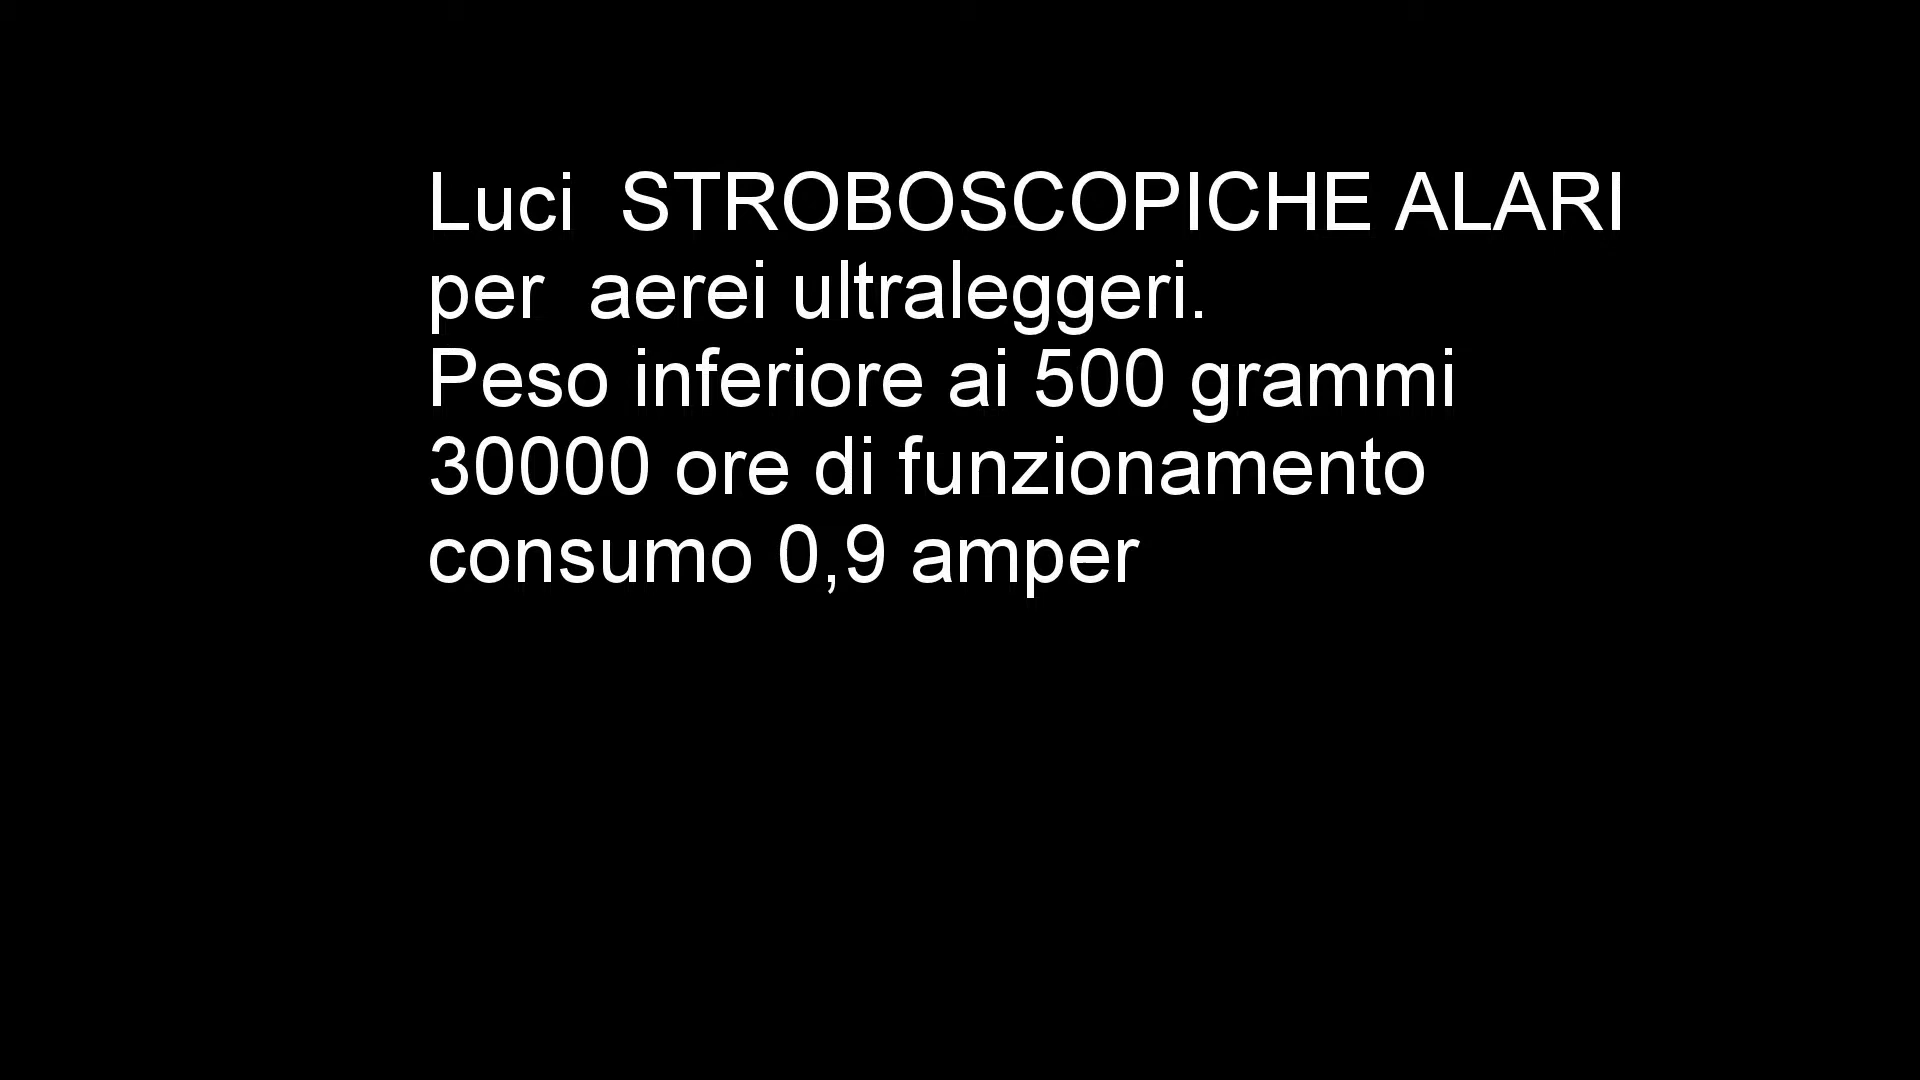 Luci  STROBOSCOPICHE ALARI
per  aerei ultraleggeri.
Peso inferiore ai 500 grammi
30000 ore di funzionamento
consumo 0,9 amper